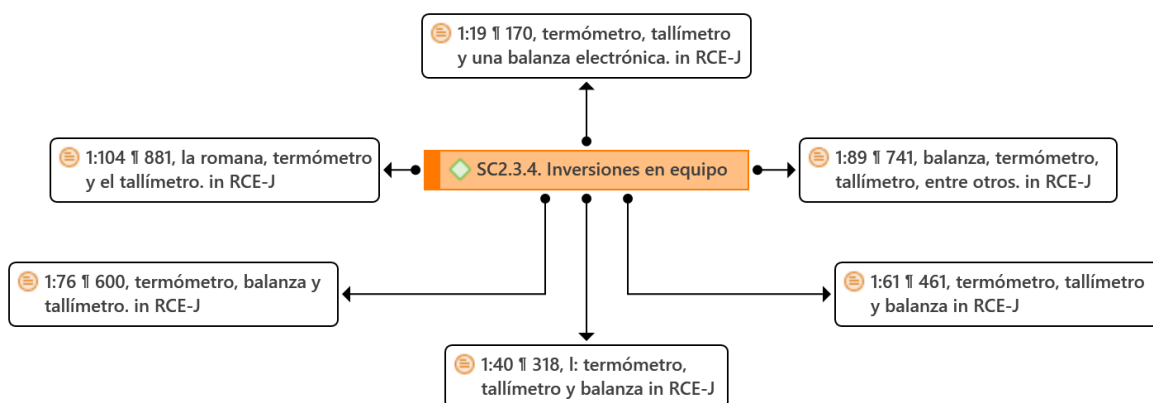 1:19 ¶ 170, termómetro, tallímetro
y una balanza electrónica. in RCE-J
1:104 ¶ 881, la romana, termómetro
y el tallímetro. in RCE-J
SC2.3.4. Inversiones en equipo
1:89 ¶ 741, balanza, termómetro,
tallímetro, entre otros. in RCE-J
1:76 ¶ 600, termómetro, balanza y
tallímetro. in RCE-J
1:61 ¶ 461, termómetro, tallímetro
y balanza in RCE-J
1:40 ¶ 318, l: termómetro,
tallímetro y balanza in RCE-J